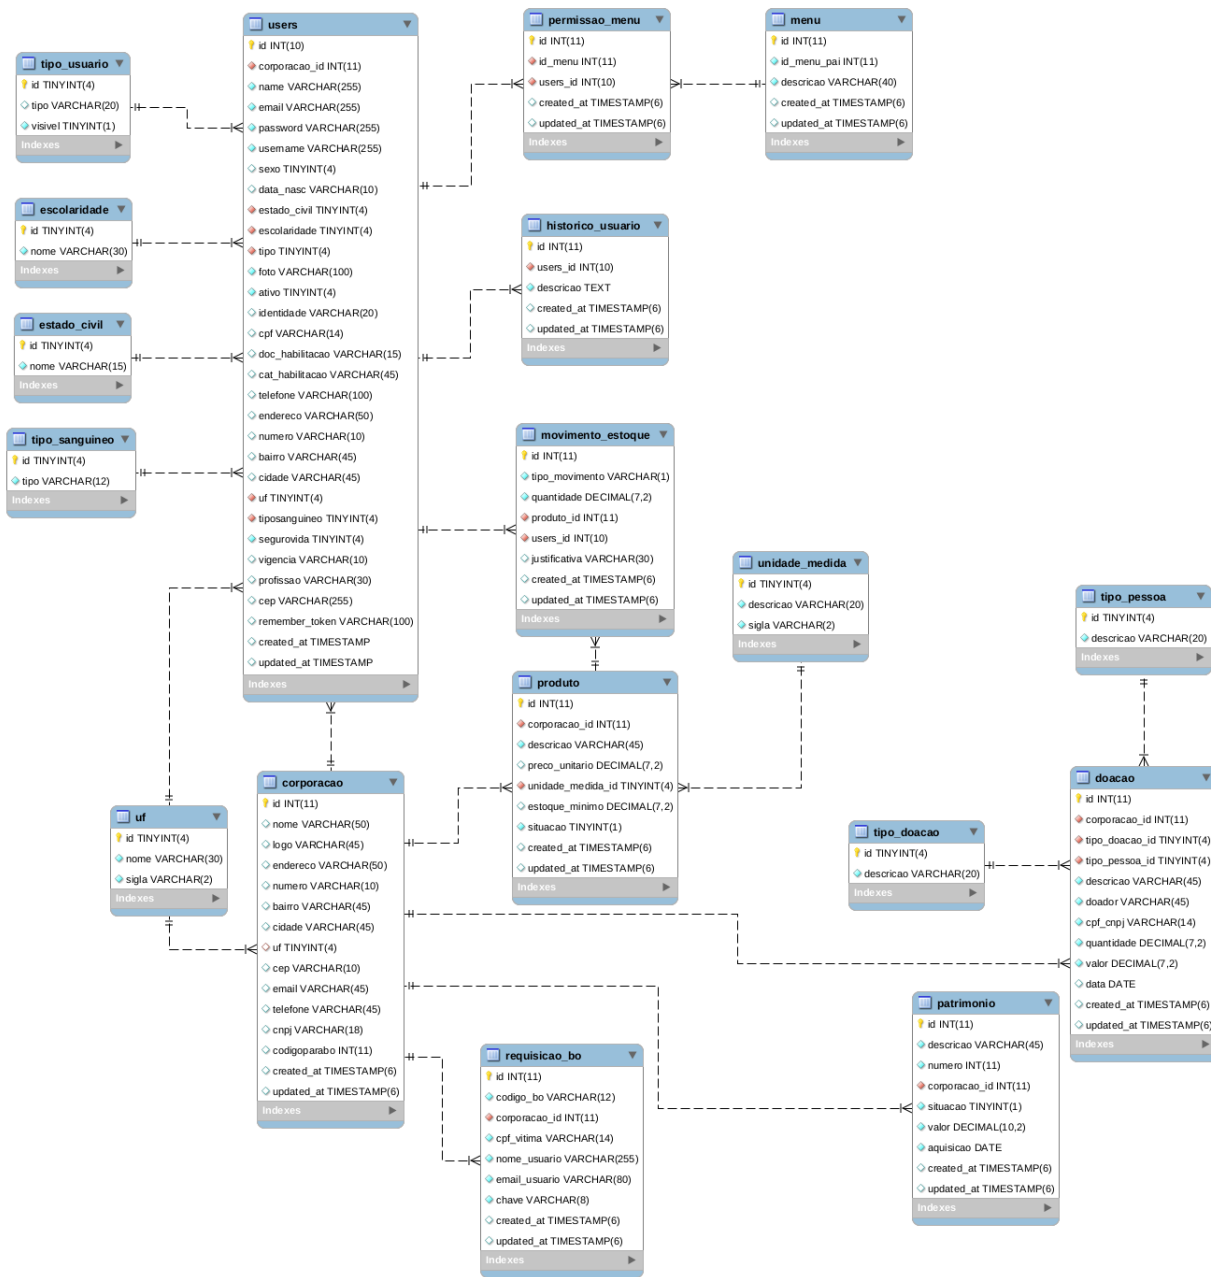 tipo_usuario
id TINYINT(4)
tipo VARCHAR(20)
visivel TINYINT(1)
Indexes
escolaridade
id TINYINT(4)
nome VARCHAR(30)
Indexes
estado_civil
id TINYINT(4)
nome VARCHAR(15)
Indexes
tipo_sanguineo
id TINYINT(4)
tipo VARCHAR(12)
Indexes
users
id INT(10)
corporacao_id INT(11)
name VARCHAR(255)
email VARCHAR(255)
password VARCHAR(255)
username VARCHAR(255)
sexo TINYINT(4)
data_nasc VARCHAR(10)
estado_civil TINYINT(4)
escolaridade TINYINT(4)
tipo TINYINT(4)
foto VARCHAR(100)
ativo TINYINT(4)
identidade VARCHAR(20)
cpf VARCHAR(14)
doc_habilitacao VARCHAR(15)
cat_habilitacao VARCHAR(45)
telefone VARCHAR(100)
endereco VARCHAR(50)
numero VARCHAR(10)
bairro VARCHAR(45)
cidade VARCHAR(45)
uf TINYINT(4)
tiposanguineo TINYINT(4)
segurovida TINYINT(4)
vigencia VARCHAR(10)
profissao VARCHAR(30)
cep VARCHAR(255)
remember_token VARCHAR(100)
created_at TIMESTAMP
updated_at TIMESTAMP
Indexes
permissao_menu
id INT(11)
id_menu INT(11)
users_id INT(10)
created_at TIMESTAMP(6)
updated_at TIMESTAMP(6)
Indexes
menu
id INT(11)
id_menu_pai INT(11)
descricao VARCHAR(40)
created_at TIMESTAMP(6)
updated_at TIMESTAMP(6)
Indexes
historico_usuario
id INT(11)
users_id INT(10)
descricao TEXT
created_at TIMESTAMP(6)
updated_at TIMESTAMP(6)
Indexes
movimento_estoque
id INT(11)
tipo_movimento VARCHAR(1)
quantidade DECIMAL(7,2)
produto_id INT(11)
users_id INT(10)
justificativa VARCHAR(30)
created_at TIMESTAMP(6)
updated_at TIMESTAMP(6)
Indexes
unidade_medida
id TINYINT(4)
descricao VARCHAR(20)
sigla VARCHAR(2)
Indexes
tipo_pessoa
id TINYINT(4)
descricao VARCHAR(20)
Indexes
produto
id INT(11)
corporacao_id INT(11)
descricao VARCHAR(45)
preco_unitario DECIMAL(7,2)
unidade_medida_id TINYINT(4)
estoque_minimo DECIMAL(7,2)
situacao TINYINT(1)
created_at TIMESTAMP(6)
updated_at TIMESTAMP(6)
Indexes
uf
id TINYINT(4)
nome VARCHAR(30)
sigla VARCHAR(2)
Indexes
corporacao
id INT(11)
nome VARCHAR(50)
logo VARCHAR(45)
endereco VARCHAR(50)
numero VARCHAR(10)
bairro VARCHAR(45)
cidade VARCHAR(45)
uf TINYINT(4)
cep VARCHAR(10)
email VARCHAR(45)
telefone VARCHAR(45)
cnpj VARCHAR(18)
codigoparabo INT(11)
created_at TIMESTAMP(6)
updated_at TIMESTAMP(6)
Indexes
tipo_doacao
id TINYINT(4)
descricao VARCHAR(20)
Indexes
doacao
id INT(11)
corporacao_id INT(11)
tipo_doacao_id TINYINT(4)
tipo_pessoa_id TINYINT(4)
descricao VARCHAR(45)
doador VARCHAR(45)
cpf_cnpj VARCHAR(14)
quantidade DECIMAL(7,2)
valor DECIMAL(7,2)
data DATE
created_at TIMESTAMP(6)
updated_at TIMESTAMP(6)
Indexes
patrimonio
id INT(11)
descricao VARCHAR(45)
numero INT(11)
corporacao_id INT(11)
situacao TINYINT(1)
valor DECIMAL(10,2)
aquisicao DATE
created_at TIMESTAMP(6)
updated_at TIMESTAMP(6)
Indexes
requisicao_bo
id INT(11)
codigo_bo VARCHAR(12)
corporacao_id INT(11)
cpf_vitima VARCHAR(14)
nome_usuario VARCHAR(255)
email_usuario VARCHAR(80)
chave VARCHAR(8)
created_at TIMESTAMP(6)
updated_at TIMESTAMP(6)
Indexes